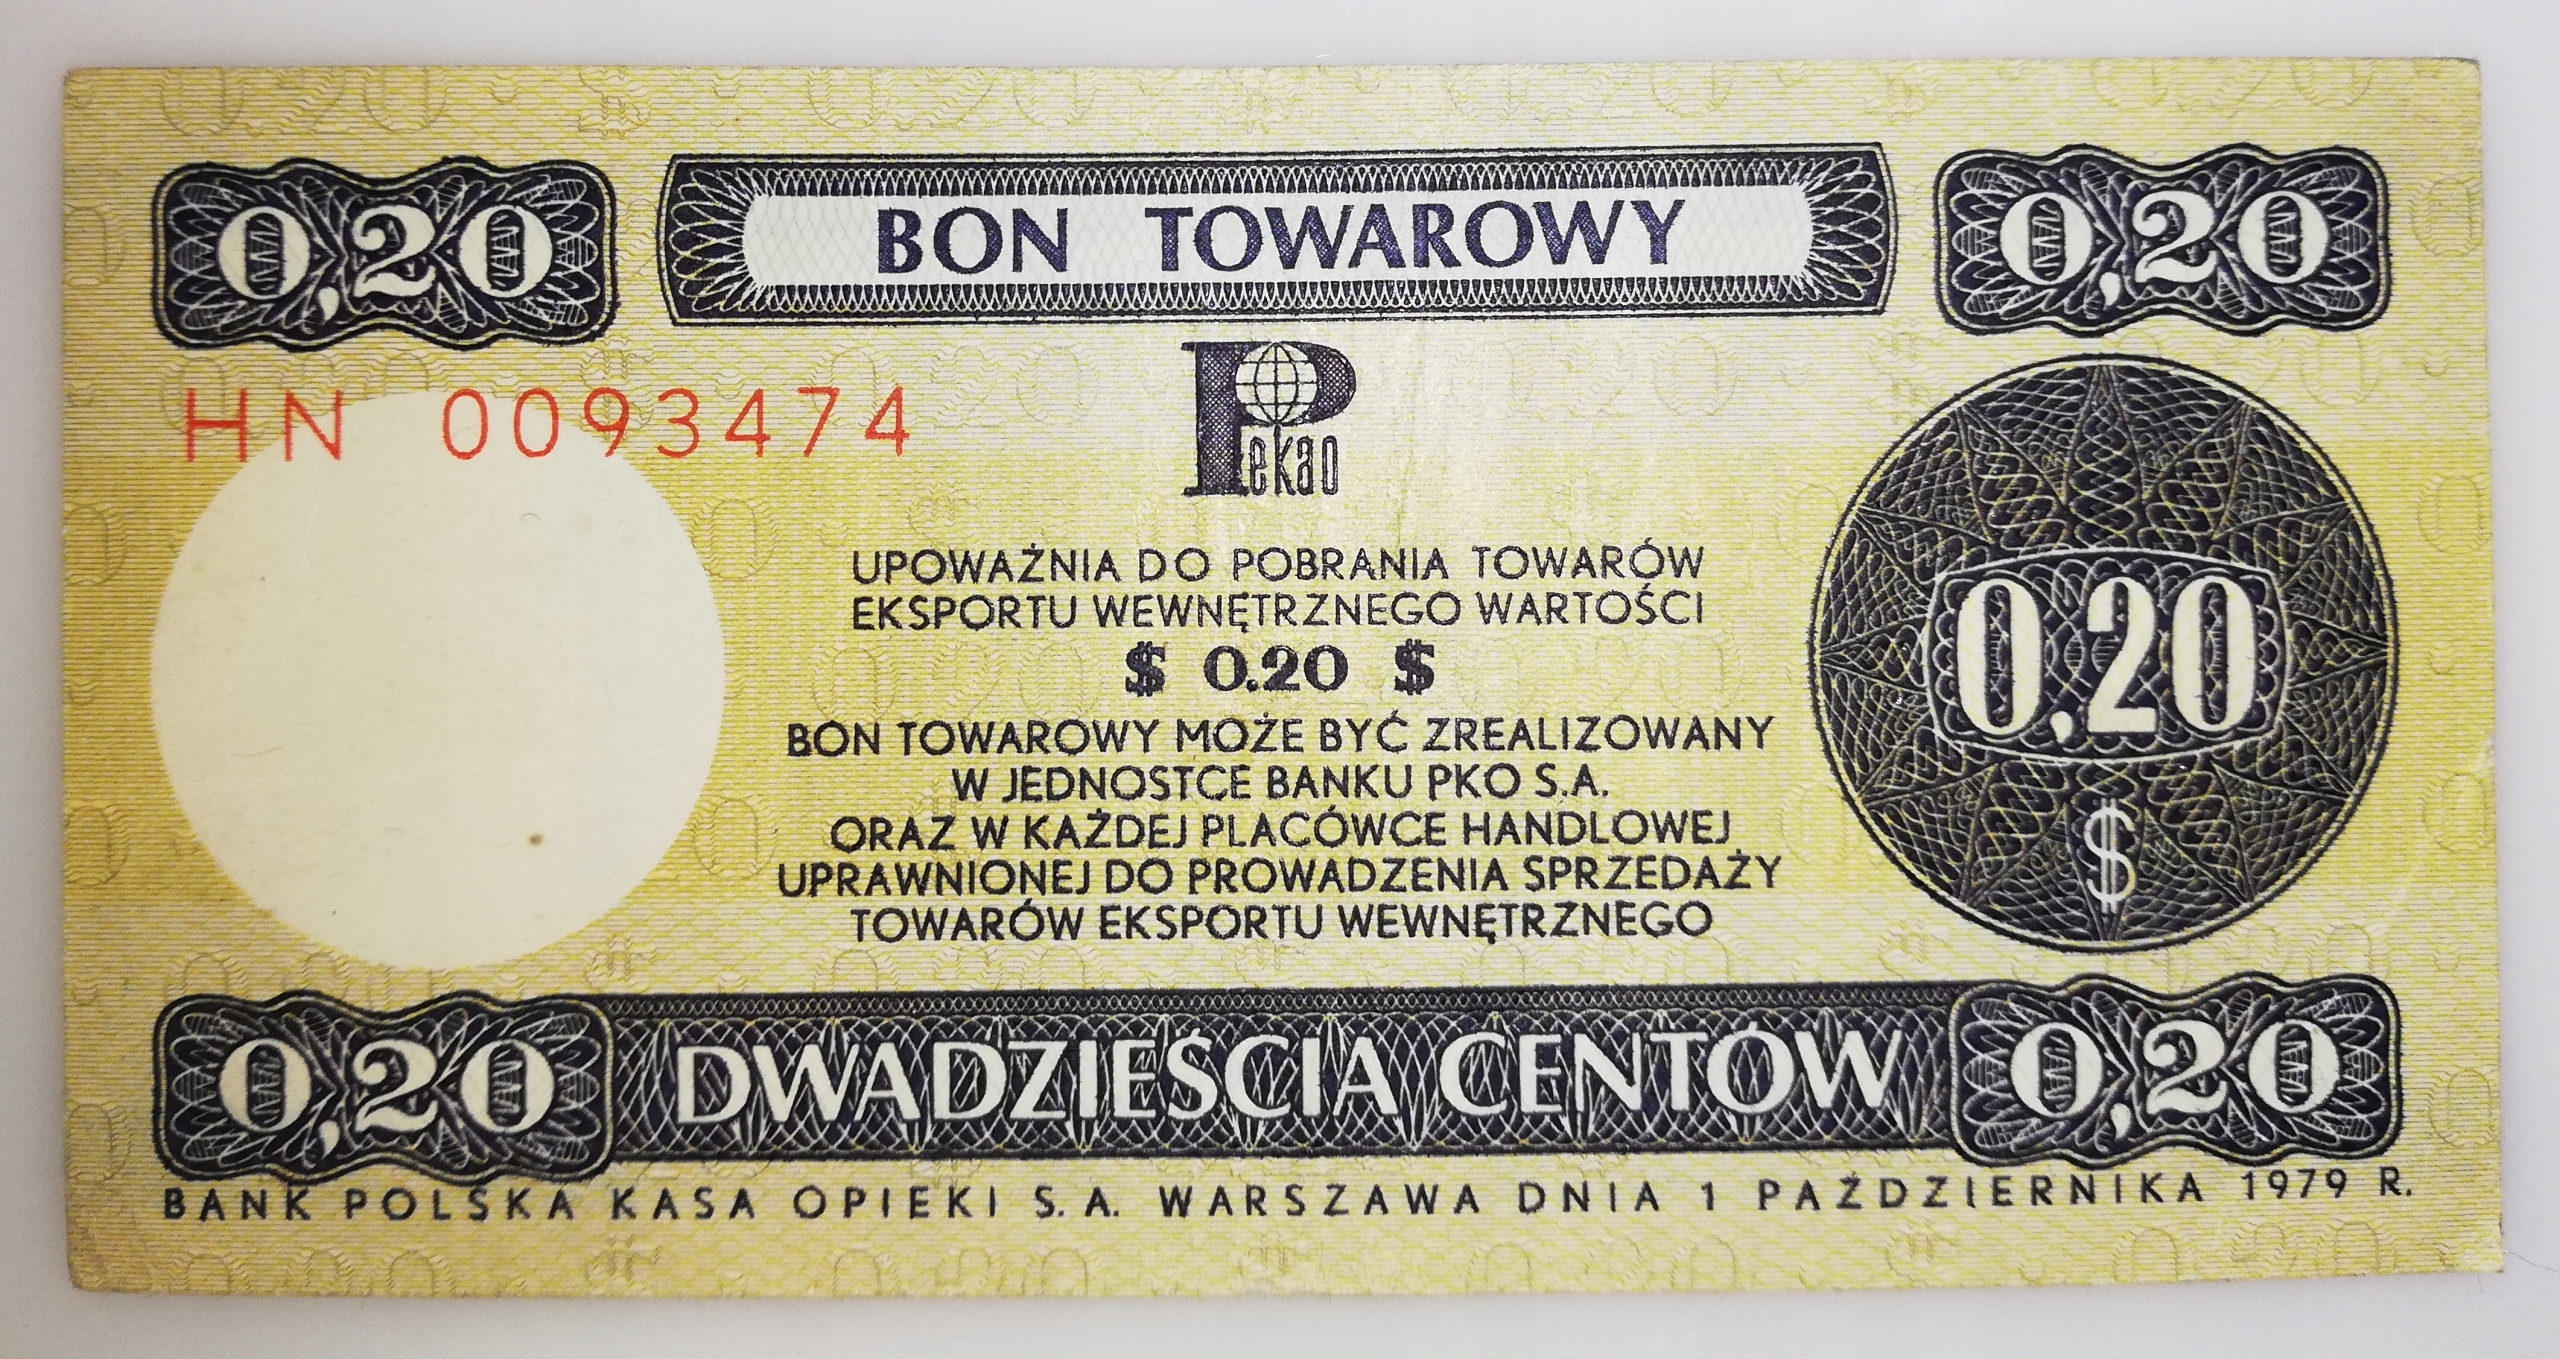 0,20 BON TOWAROWY 0,20
HN 0093474
Pekao
UPOWAŻNIA DO POBRANIA TOWARÓW
EKSPORTU WEWNĘTRZNEGO WARTOŚCI
$ 0.20 $
0,20
BON TOWAROWY MOŻE BYĆ ZREALIZOWANY
W JEDNOSTCE BANKU PKO S.A.
ORAZ W KAŻDEJ PLACÓWCE HANDLOWEJ
$
UPRAWNIONEJ DO PROWADZENIA SPRZEDAŻY
TOWARÓW EKSPORTU WEWNĘTRZNEGO
0,20 DWADZIEŚCIA CENTÓW 0,20
BANK POLSKA KASA OPIEKI S.A. WARSZAWA DNIA 1 PAŹDZIERNIKA 1979 R.